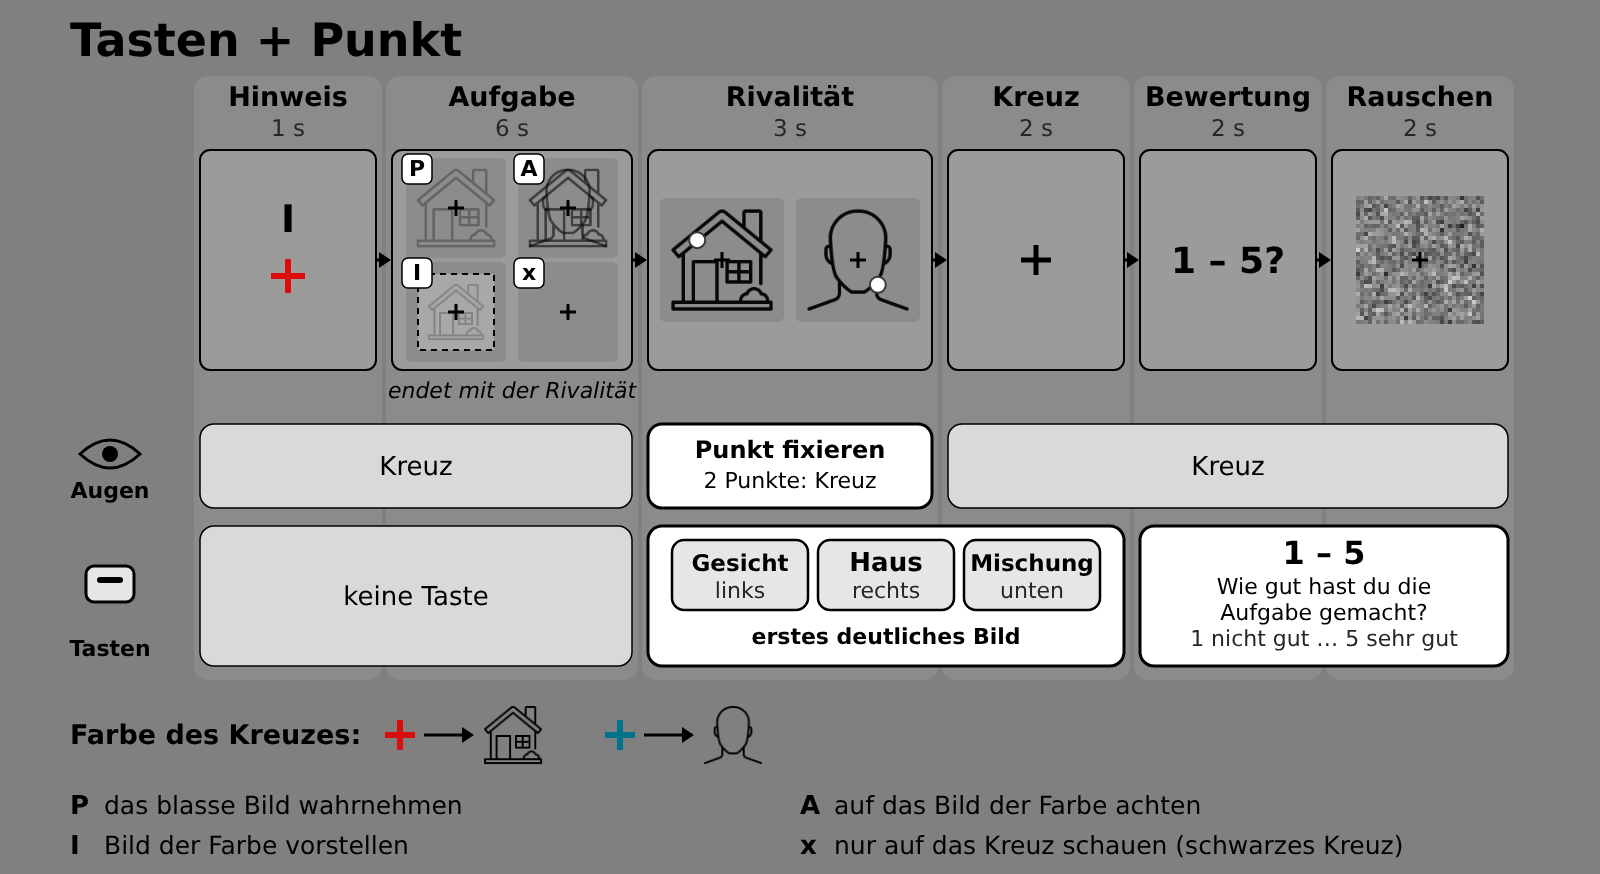 Tasten + Punkt
Hinweis
1 s
Aufgabe
6 s
Rivalität
3 s
Kreuz
2 s
Bewertung
2 s
Rauschen
2 s
I
P
A
I
x
1 – 5?
endet mit der Rivalität
Augen
Kreuz
Punkt fixieren
2 Punkte: Kreuz
Kreuz
Tasten
keine Taste
Gesicht
links
Haus
rechts
Mischung
unten
erstes deutliches Bild
1 – 5
Wie gut hast du die
Aufgabe gemacht?
1 nicht gut … 5 sehr gut
Farbe des Kreuzes:
P das blasse Bild wahrnehmen
A auf das Bild der Farbe achten
I Bild der Farbe vorstellen
x nur auf das Kreuz schauen (schwarzes Kreuz)